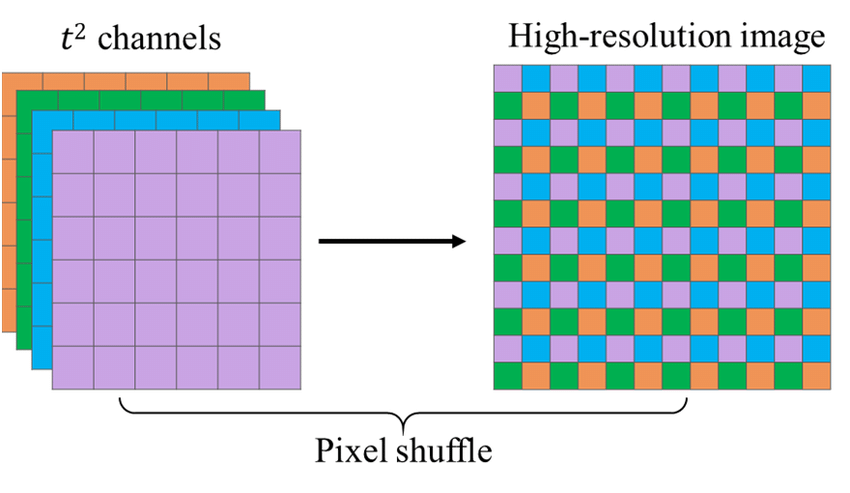 t² channels
High-resolution image
Pixel shuffle